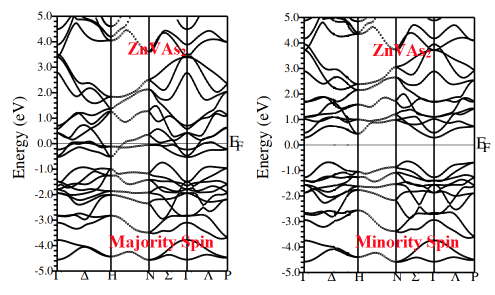 5.0
4.0
3.0
2.0
1.0
0.0
-1.0
-2.0
-3.0
-4.0
-5.0
Energy (eV)
ZnVAs2
EF
Majority Spin
Γ Δ H N Σ Γ Λ P
5.0
4.0
3.0
2.0
1.0
0.0
-1.0
-2.0
-3.0
-4.0
-5.0
Energy (eV)
ZnVAs2
EF
Minority Spin
Γ Δ H N Σ Γ Λ P